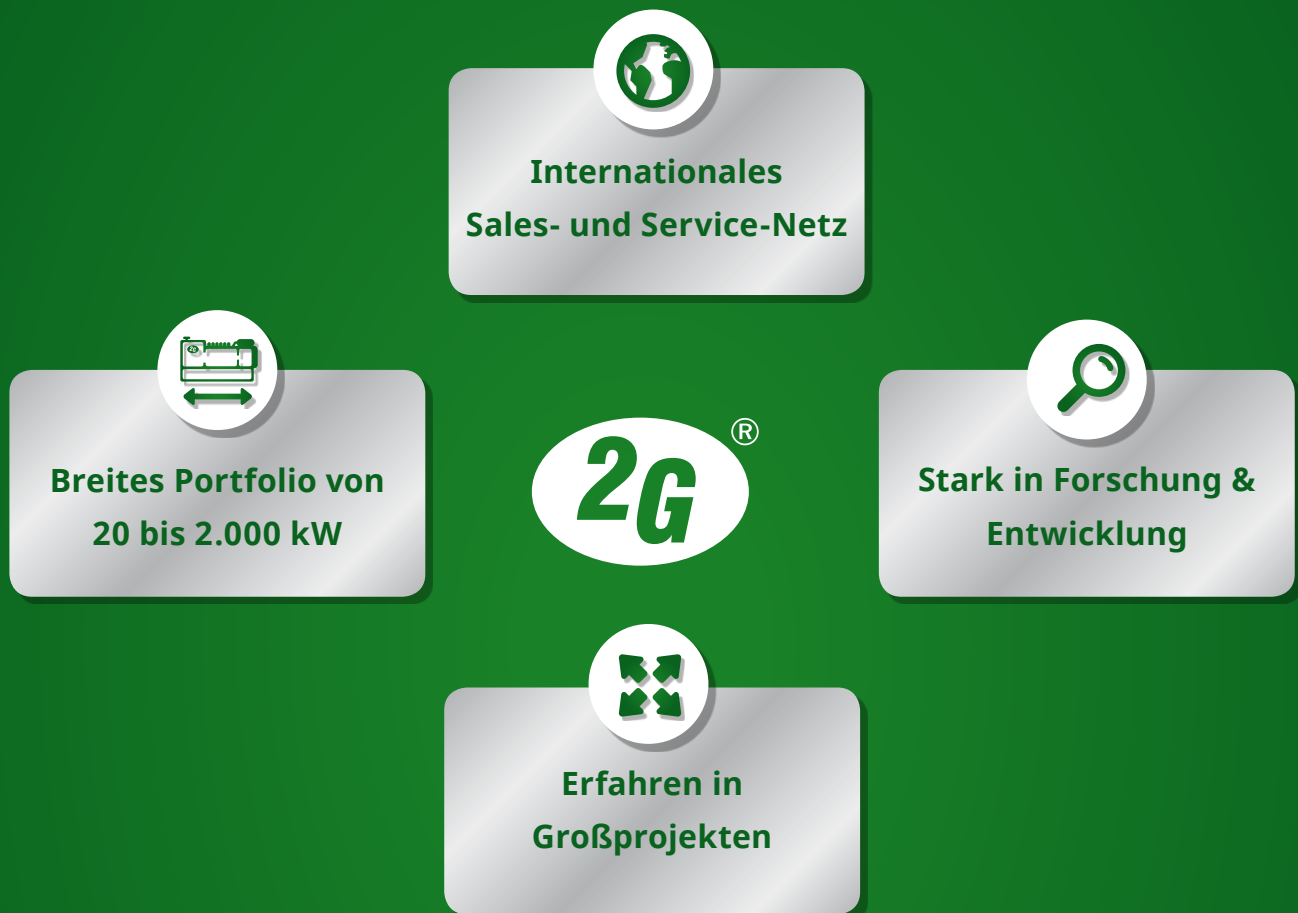 Internationales
Sales- und Service-Netz
Breites Portfolio von
20 bis 2.000 kW
2G®
Stark in Forschung &
Entwicklung
Erfahren in
Großprojekten